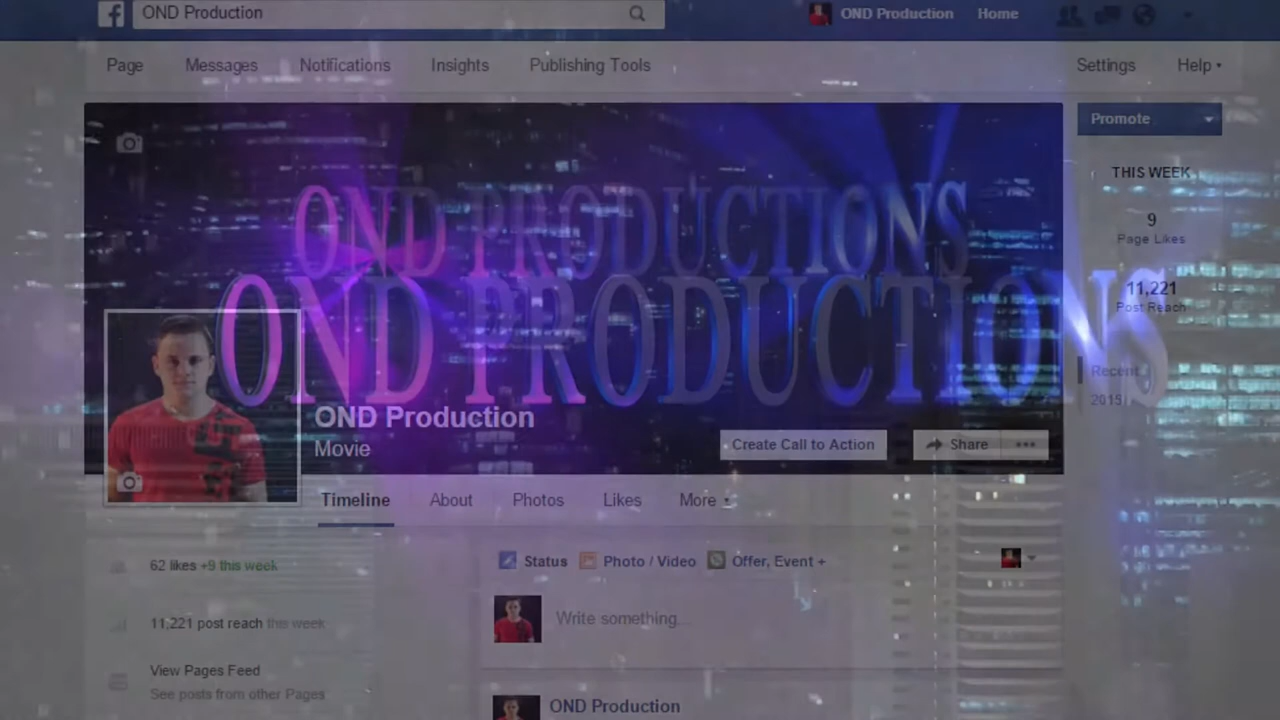 OND Production
OND Production Home
Page Messages Notifications Insights Publishing Tools Settings Help
Promote
THIS WEEK
9
Page Likes
11,221
Post Reach
Recent
2015
OND PRODUCTIONS
OND PRODUCTIONS
OND Production
Movie
Create Call to Action Share
Timeline About Photos Likes More
62 likes +9 this week
11,221 post reach this week
View Pages Feed
See posts from other Pages
Status Photo / Video Offer, Event +
Write something...
OND Production